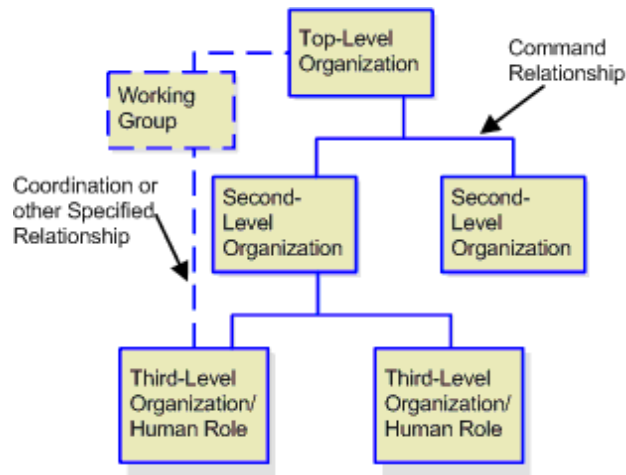 Top-Level
Organization
Command
Relationship
Working
Group
Coordination or
other Specified
Relationship
Second-
Level
Organization
Second-
Level
Organization
Third-Level
Organization/
Human Role
Third-Level
Organization/
Human Role